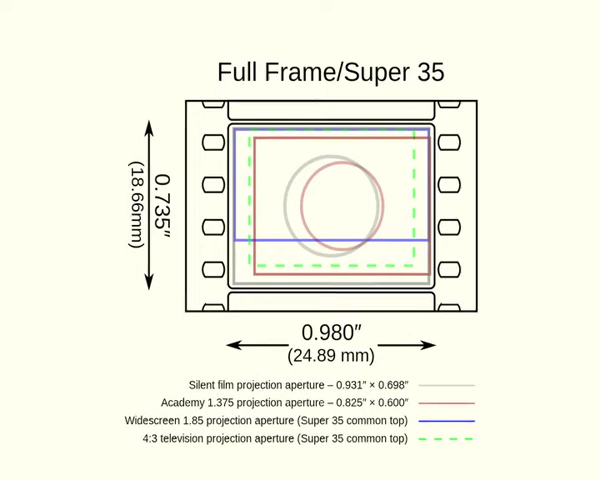 Full Frame/Super 35
0.735″
(18.66mm)
0.980″
(24.89 mm)
Silent film projection aperture – 0.931″ × 0.698″
Academy 1.375 projection aperture – 0.825″ × 0.600″
Widescreen 1.85 projection aperture (Super 35 common top)
4:3 television projection aperture (Super 35 common top)